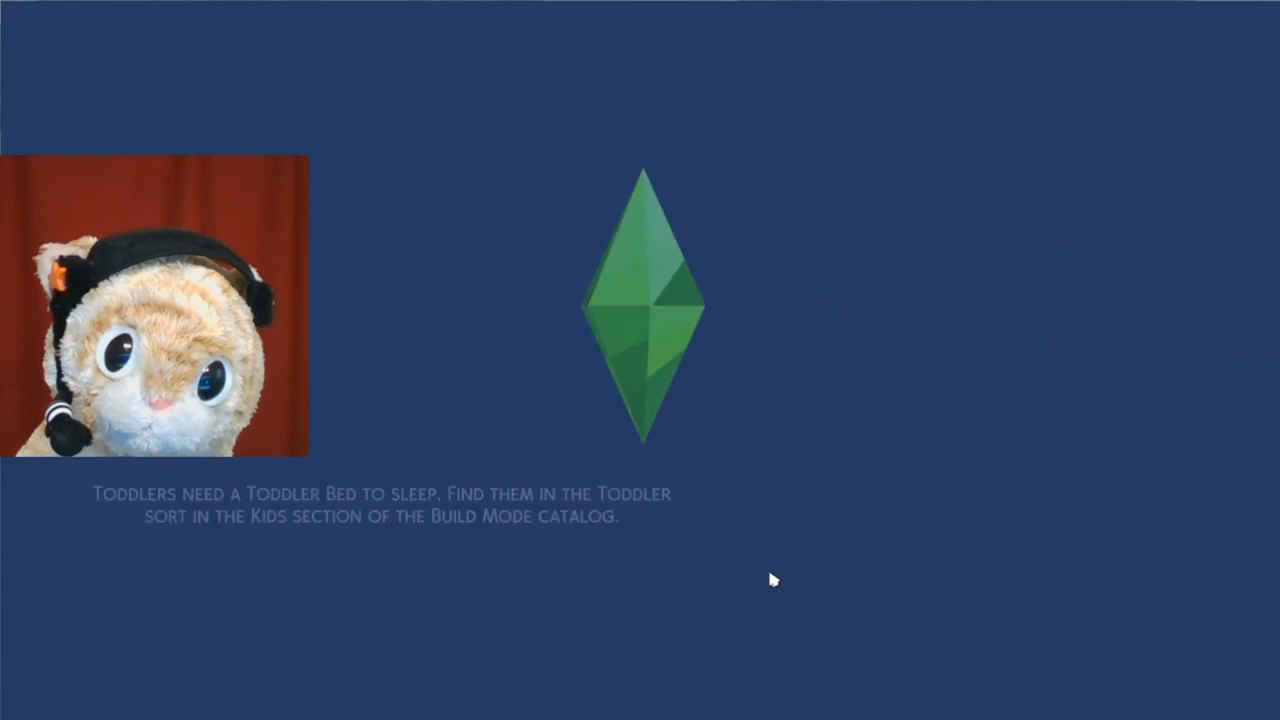 Toddlers need a Toddler Bed to sleep. Find them in the Toddler
sort in the Kids section of the Build Mode catalog.